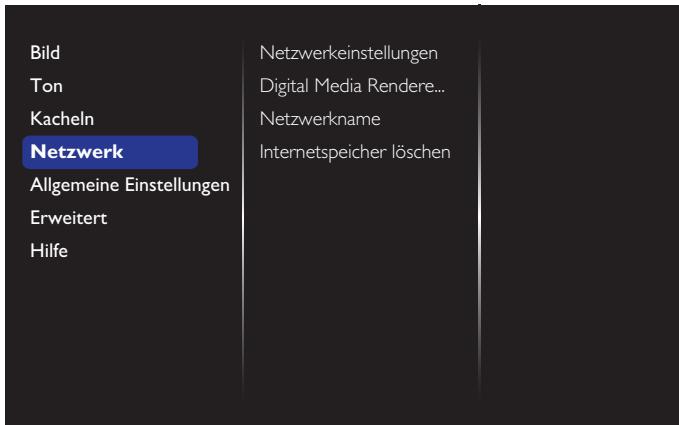 Bild
Ton
Kacheln
Netzwerk
Allgemeine Einstellungen
Erweitert
Hilfe
Netzwerkeinstellungen
Digital Media Rendere...
Netzwerkname
Internetspeicher löschen